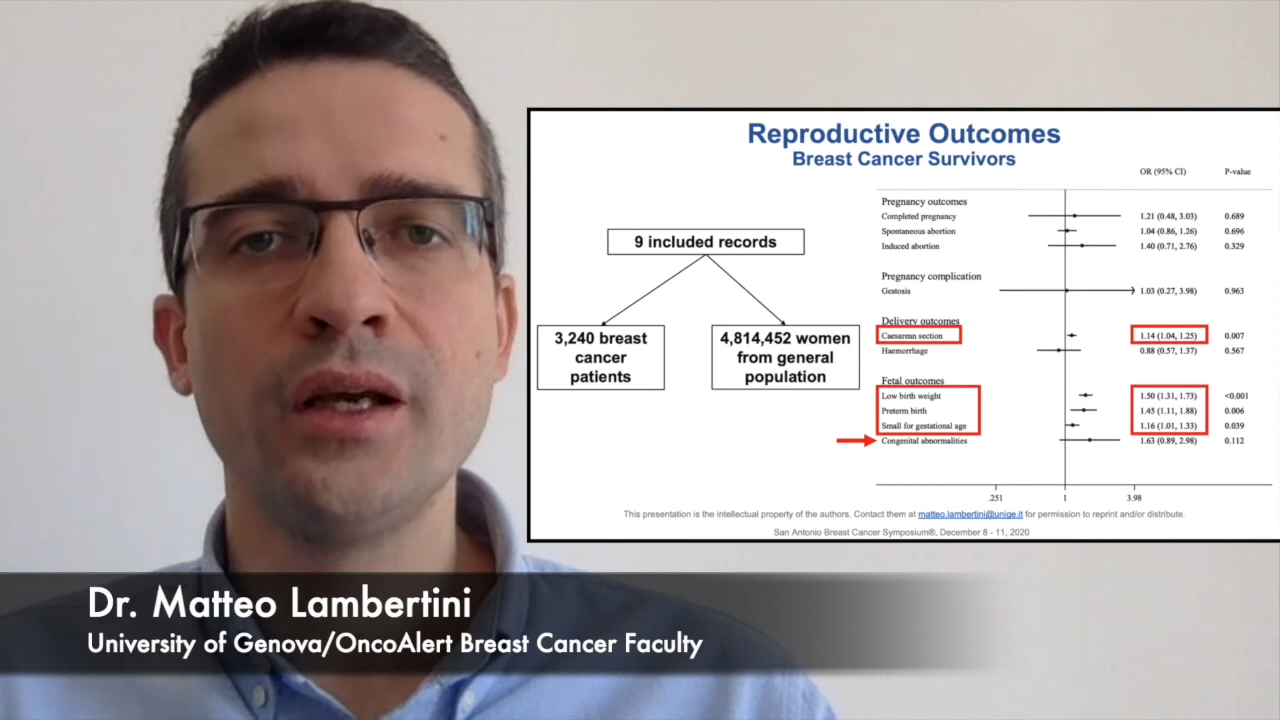 Reproductive Outcomes
Breast Cancer Survivors
9 included records
3,240 breast
cancer
patients
4,814,452 women
from general
population
OR (95% CI) P-value
Pregnancy outcomes
Completed pregnancy 1.21 (0.48, 3.03) 0.689
Spontaneous abortion 1.04 (0.86, 1.26) 0.696
Induced abortion 1.40 (0.71, 2.76) 0.329
Pregnancy complication
Gestosis 1.03 (0.27, 3.98) 0.963
Delivery outcomes
Caesarean section 1.14 (1.04, 1.25) 0.007
Haemorrhage 0.88 (0.57, 1.37) 0.567
Fetal outcomes
Low birth weight 1.50 (1.31, 1.73) <0.001
Preterm birth 1.45 (1.11, 1.88) 0.006
Small for gestational age 1.16 (1.01, 1.33) 0.039
Congenital abnormalities 1.63 (0.89, 2.98) 0.112
.251 1 3.98
This presentation is the intellectual property of the authors. Contact them at matteo.lambertini@unige.it for permission to reprint and/or distribute.
San Antonio Breast Cancer Symposium®, December 8 - 11, 2020
Dr. Matteo Lambertini
University of Genova/OncoAlert Breast Cancer Faculty